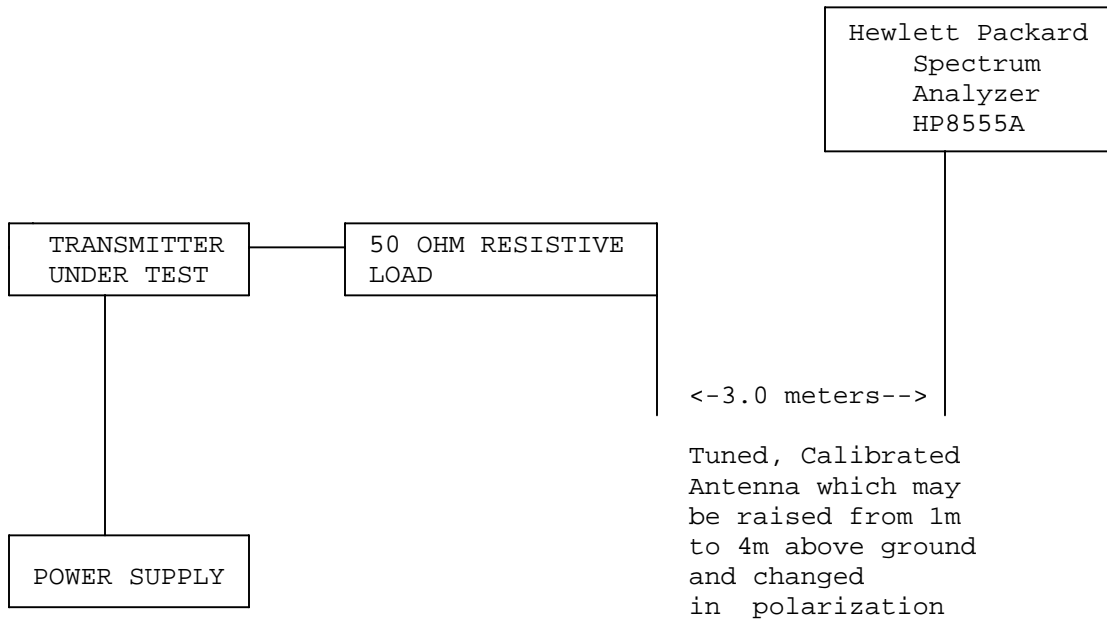 Hewlett Packard
Spectrum
Analyzer
HP8555A
TRANSMITTER
UNDER TEST
50 OHM RESISTIVE
LOAD
<-3.0 meters-->
Tuned, Calibrated
Antenna which may
be raised from 1m
to 4m above ground
and changed
in polarization
POWER SUPPLY